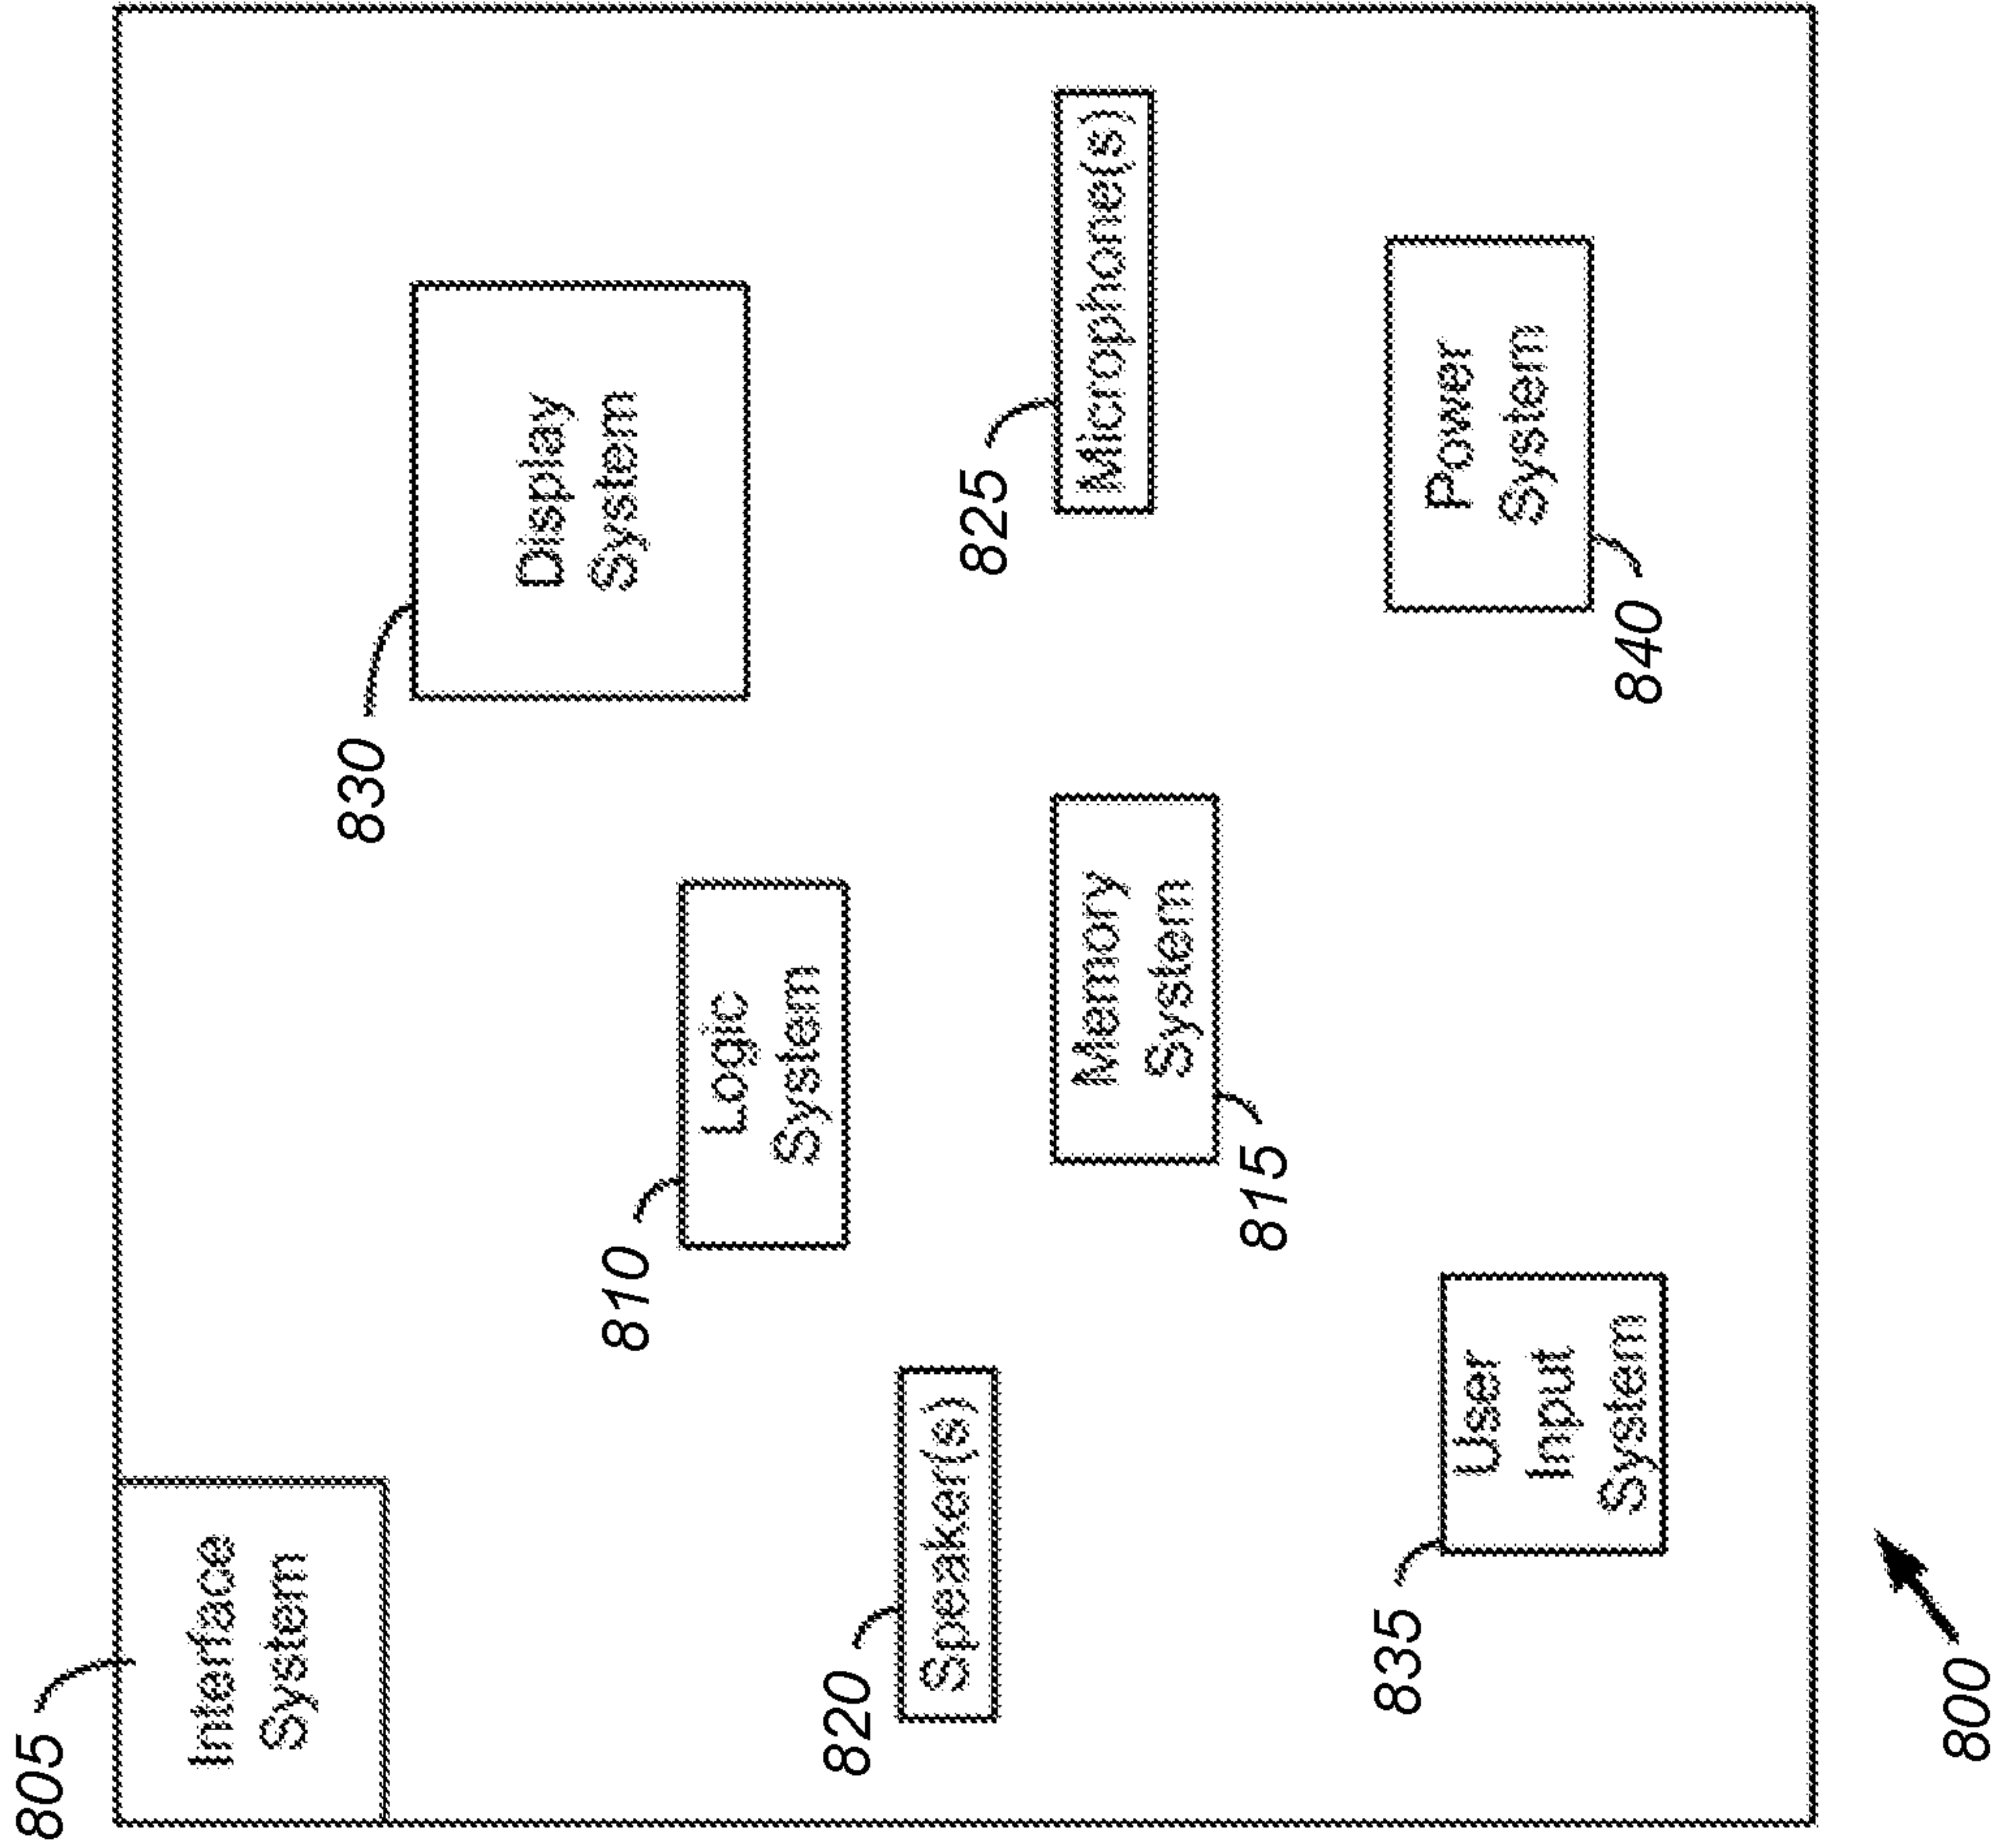 805
Interface
System
830
Display
System
810
Logic
System
820
Speaker(s)
825
Microphone(s)
Memory
System
815
835
User
Input
System
Power
System
840
800